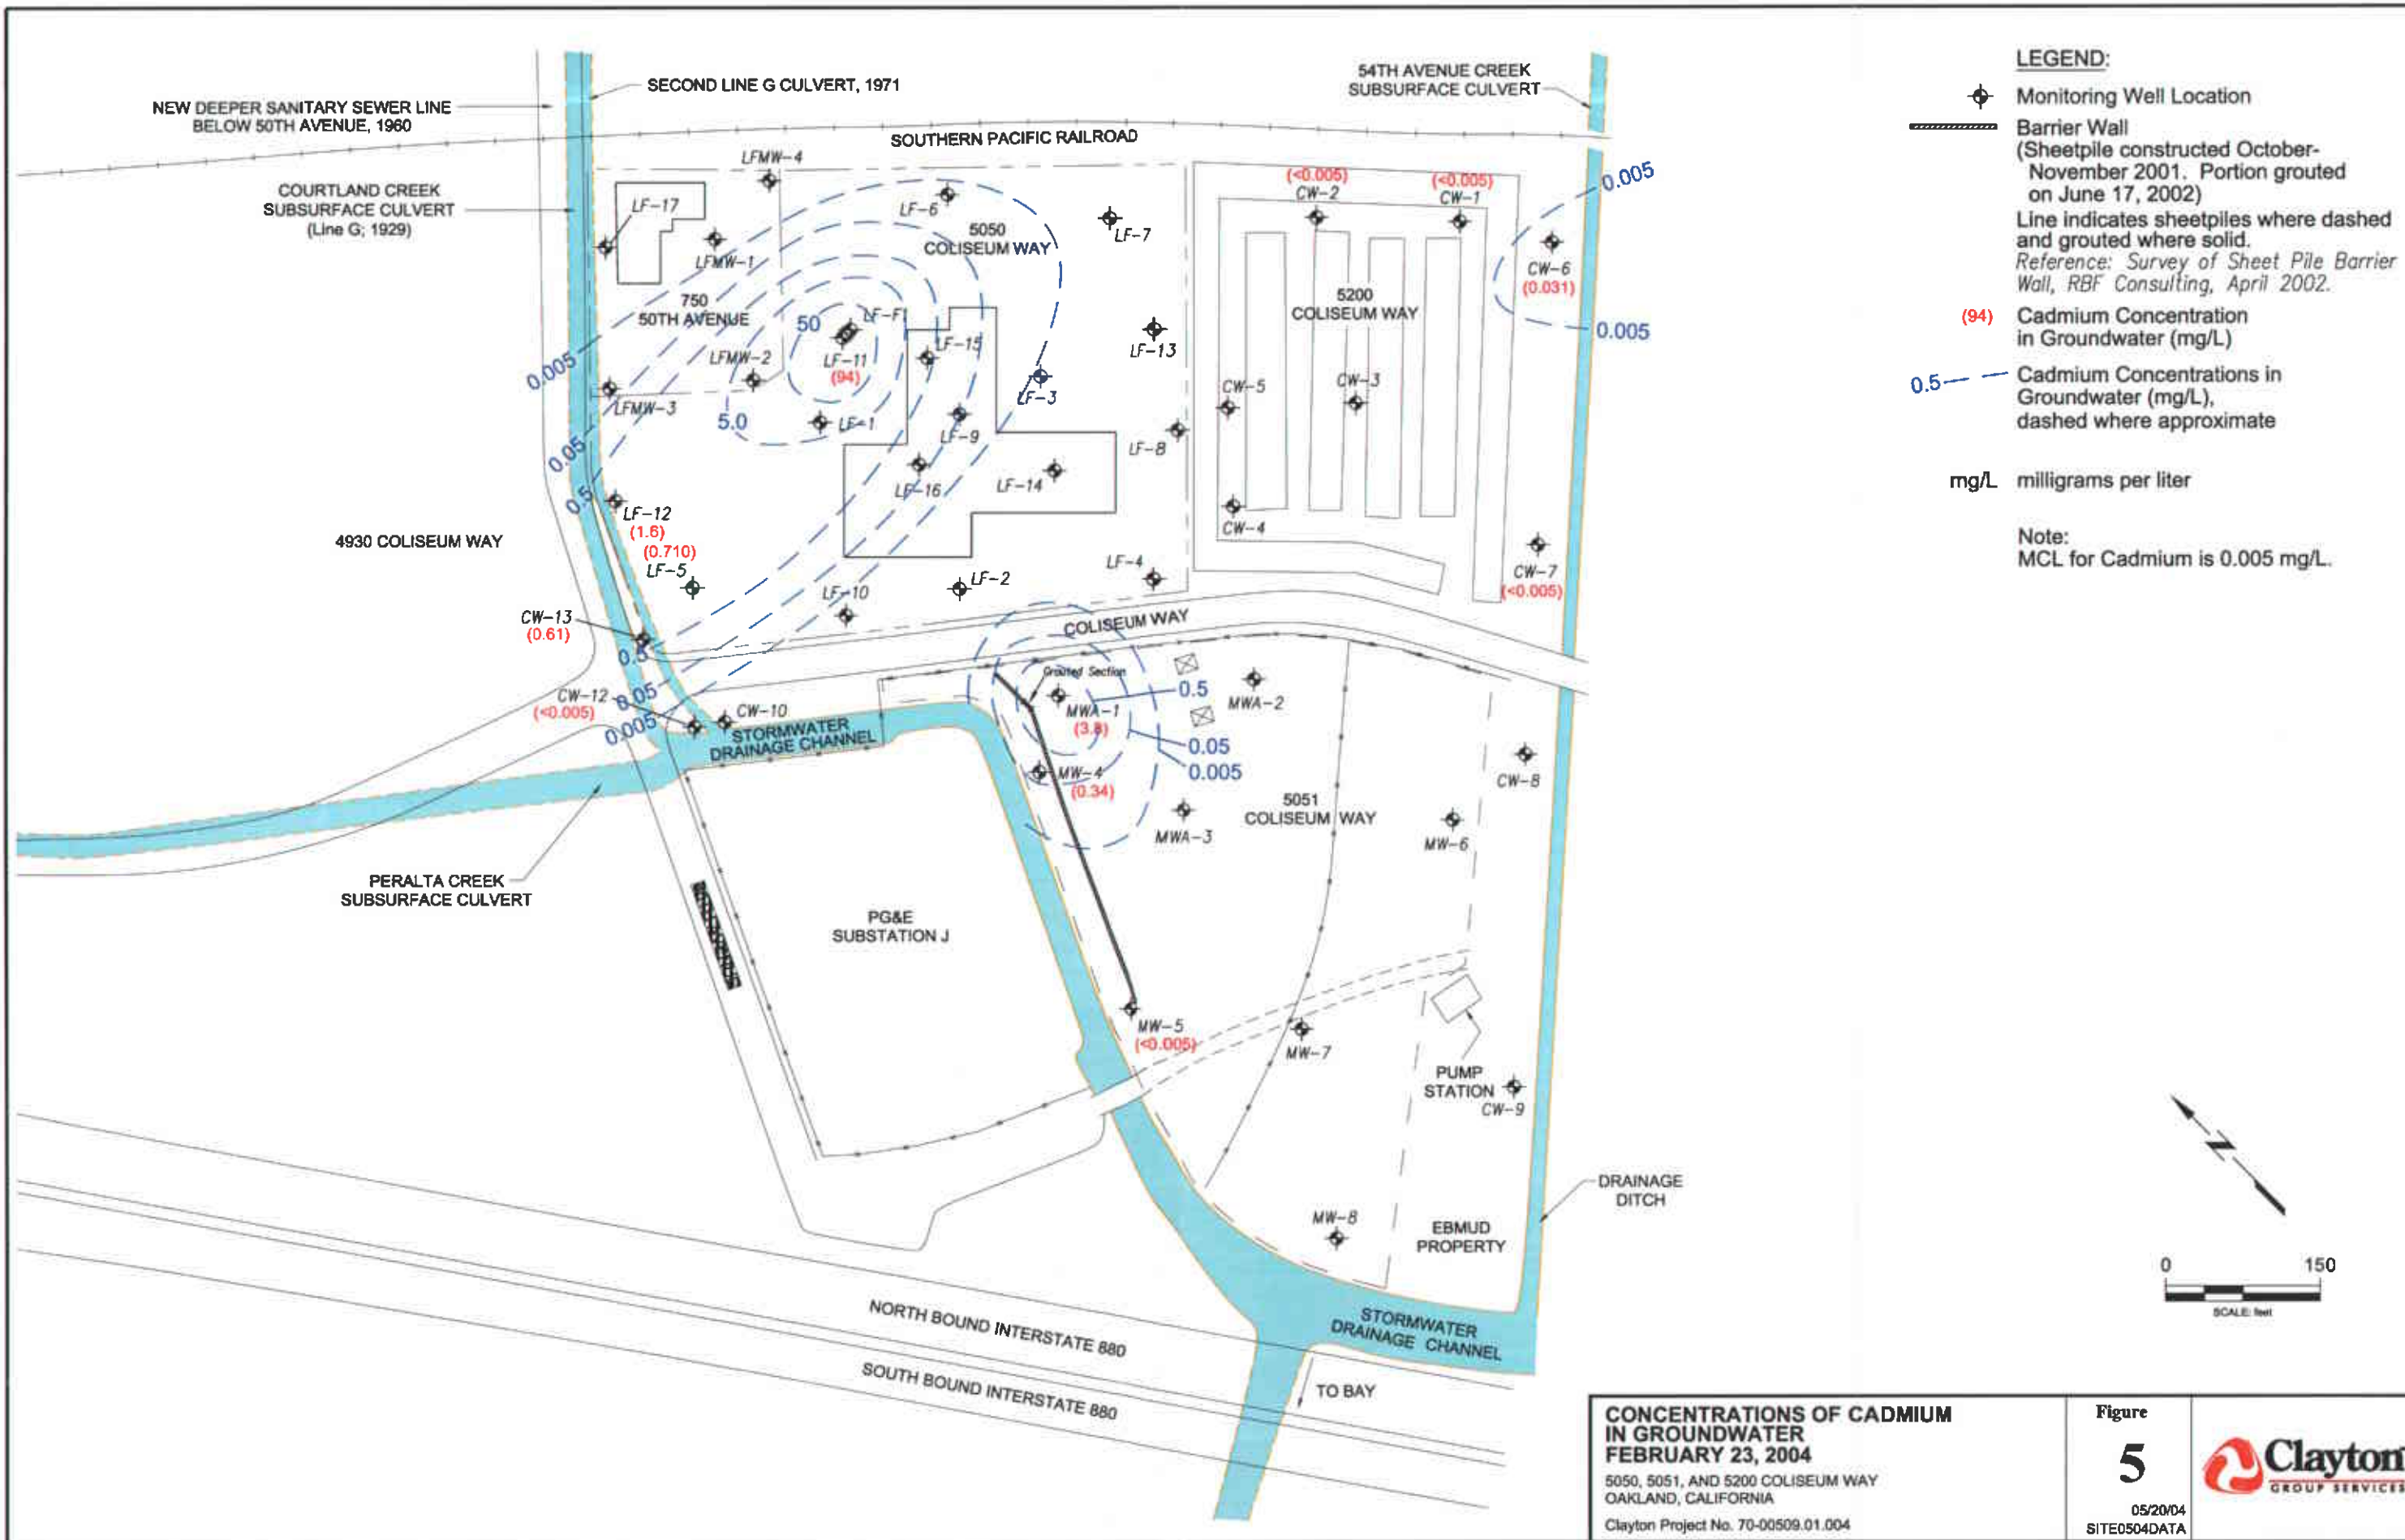 NEW DEEPER SANITARY SEWER LINE
BELOW 50TH AVENUE, 1960
SECOND LINE G CULVERT, 1971
54TH AVENUE CREEK
SUBSURFACE CULVERT
SOUTHERN PACIFIC RAILROAD
COURTLAND CREEK
SUBSURFACE CULVERT
(Line G; 1929)
LFMW-4
LF-17
LFMW-1
LF-6
5050
COLISEUM WAY
LF-7
(<0.005)
CW-2
(<0.005)
CW-1
0.005
CW-6
(0.031)
0.005
750
50TH AVENUE
50
LF-F
LF-11
(94)
LF-15
LFMW-2
5.0
LF-1
LF-9
LF-3
LF-13
5200
COLISEUM WAY
CW-5
CW-3
0.005
LFMW-3
0.05
0.5
LF-8
LF-16
LF-14
CW-4
LF-12
(1.6)
(0.710)
LF-5
4930 COLISEUM WAY
LF-10
LF-2
LF-4
CW-7
(<0.005)
CW-13
(0.61)
COLISEUM WAY
0.5
CW-12
(<0.005)
0.05
0.005
CW-10
STORMWATER
DRAINAGE CHANNEL
Grouted Section
MWA-1
(3.8)
0.5
MWA-2
0.05
0.005
MW-4
(0.34)
MWA-3
5051
COLISEUM WAY
CW-8
MW-6
PERALTA CREEK
SUBSURFACE CULVERT
PG&E
SUBSTATION J
MW-5
(<0.005)
MW-7
PUMP
STATION
CW-9
DRAINAGE
DITCH
MW-8
EBMUD
PROPERTY
STORMWATER
DRAINAGE CHANNEL
NORTH BOUND INTERSTATE 880
SOUTH BOUND INTERSTATE 880
TO BAY
LEGEND:
Monitoring Well Location
Barrier Wall
(Sheetpile constructed October-
November 2001. Portion grouted
on June 17, 2002)
Line indicates sheetpiles where dashed
and grouted where solid.
Reference: Survey of Sheet Pile Barrier
Wall, RBF Consulting, April 2002.
(94) Cadmium Concentration
in Groundwater (mg/L)
0.5 Cadmium Concentrations in
Groundwater (mg/L),
dashed where approximate
mg/L milligrams per liter
Note:
MCL for Cadmium is 0.005 mg/L.
N
0 150
SCALE: feet
CONCENTRATIONS OF CADMIUM
IN GROUNDWATER
FEBRUARY 23, 2004
5050, 5051, AND 5200 COLISEUM WAY
OAKLAND, CALIFORNIA
Clayton Project No. 70-00509.01.004
Figure
5
05/20/04
SITE0504DATA
Clayton
GROUP SERVICES